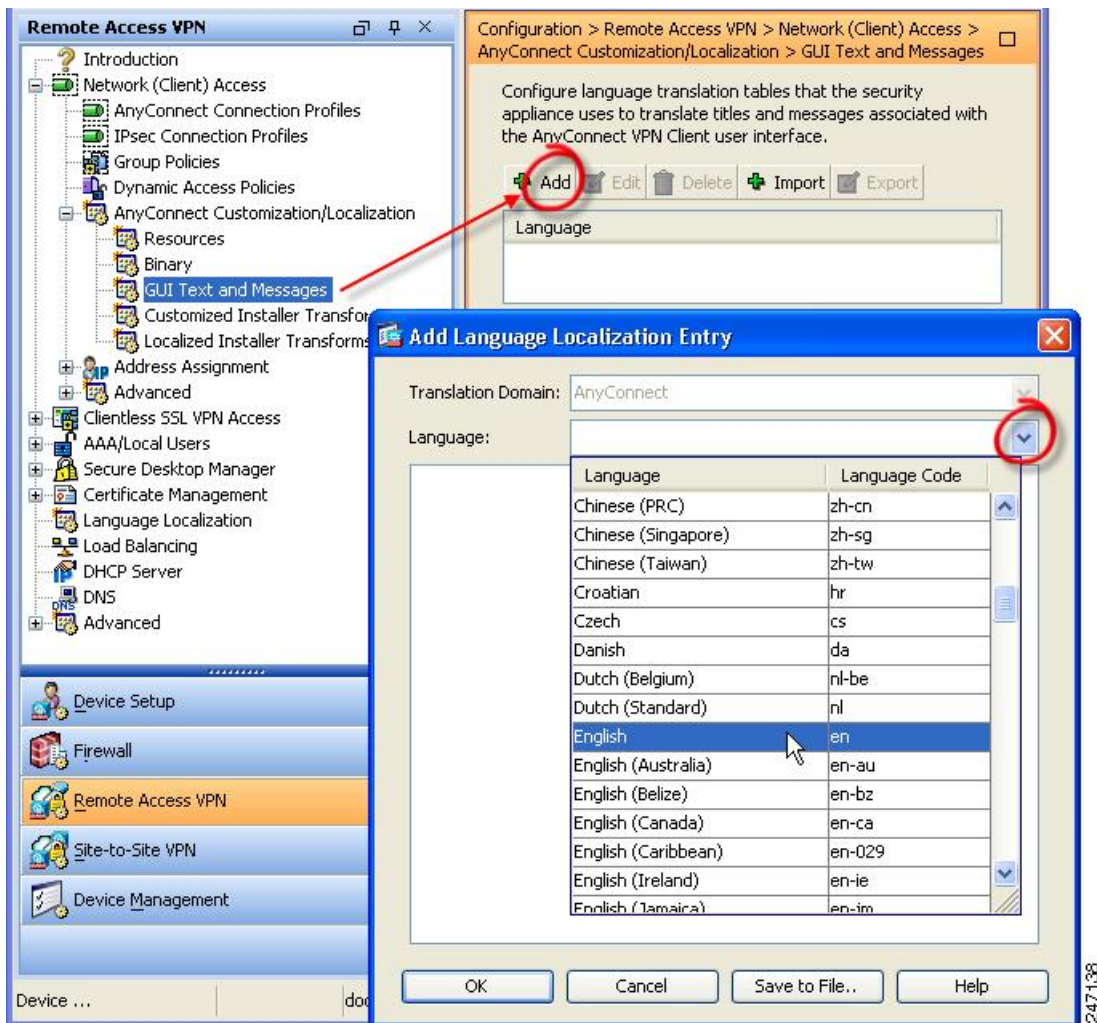 Remote Access VPN
Introduction
Network (Client) Access
AnyConnect Connection Profiles
IPsec Connection Profiles
Group Policies
Dynamic Access Policies
AnyConnect Customization/Localization
Resources
Binary
GUI Text and Messages
Customized Installer Transfor
Localized Installer Transforms
IP
Address Assignment
Advanced
Clientless SSL VPN Access
AAA/Local Users
Secure Desktop Manager
Certificate Management
Language Localization
Load Balancing
DHCP Server
DNS
DNS
Advanced
Device Setup
Firewall
Remote Access VPN
Site-to-Site VPN
Device Management
Device ...
doc
Configuration > Remote Access VPN > Network (Client) Access >
AnyConnect Customization/Localization > GUI Text and Messages
Configure language translation tables that the security
appliance uses to translate titles and messages associated with
the AnyConnect VPN Client user interface.
Add Edit Delete Import Export
Language
Add Language Localization Entry
Translation Domain: AnyConnect
Language:
Language Language Code
Chinese (PRC) zh-cn
Chinese (Singapore) zh-sg
Chinese (Taiwan) zh-tw
Croatian hr
Czech cs
Danish da
Dutch (Belgium) nl-be
Dutch (Standard) nl
English en
English (Australia) en-au
English (Belize) en-bz
English (Canada) en-ca
English (Caribbean) en-029
English (Ireland) en-ie
English (Jamaica) en-jm
OK Cancel Save to File.. Help
247138